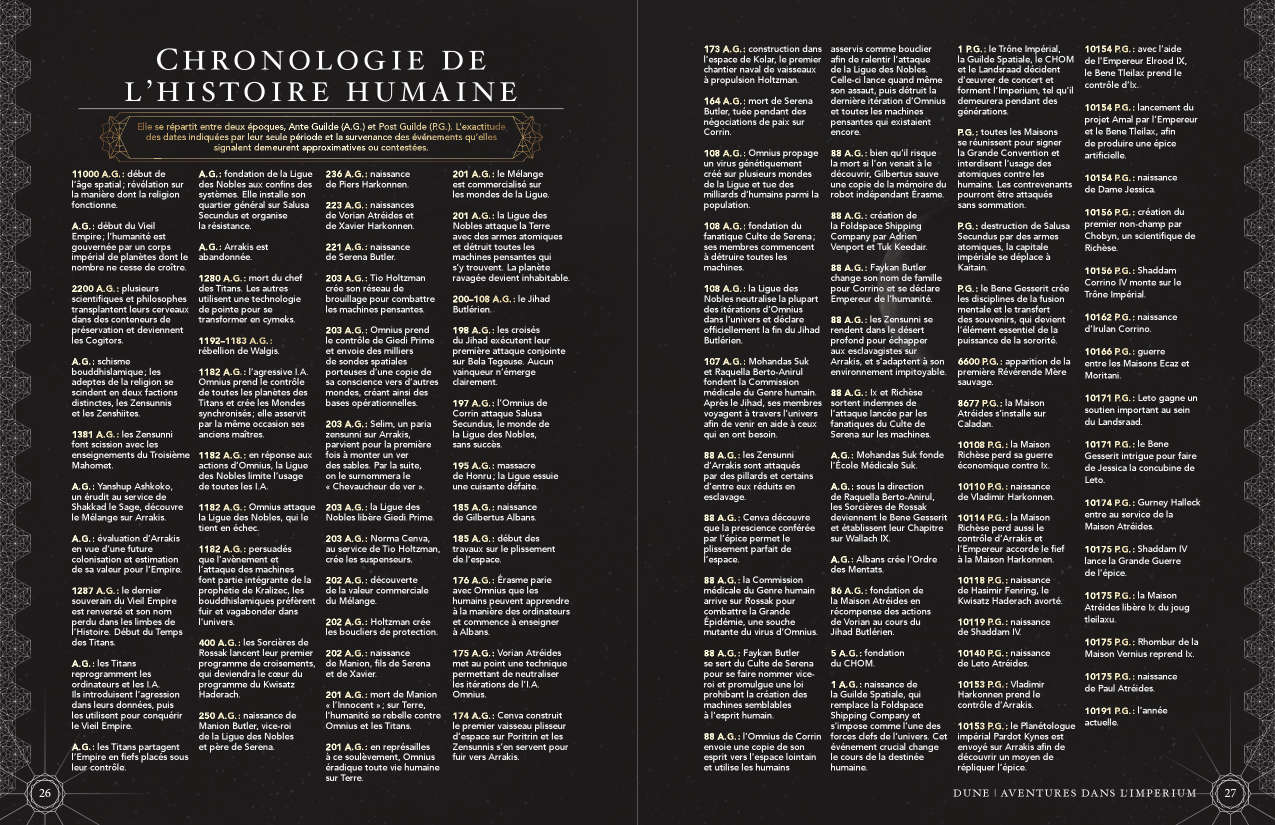 CHRONOLOGIE DE
L'HISTOIRE HUMAINE
Elle se répartit entre deux époques, Ante Guilde (A.G.) et Post Guilde (P.G.). L'exactitude
des dates indiquées par leur seule période et la survenance des événements qu'elles
signalent demeurent approximatives ou contestées.
11000 A.G. : début de
l'âge spatial ; révélation sur
la manière dont la religion
fonctionne.
A.G. : début du Vieil
Empire ; l'humanité est
gouvernée par un corps
impérial de planètes dont le
nombre ne cesse de croître.
2200 A.G. : plusieurs
scientifiques et philosophes
transplantent leurs cerveaux
dans des conteneurs de
préservation et deviennent
les Cogitors.
A.G. : schisme
bouddhislamique ; les
adeptes de la religion se
scindent en deux factions
distinctes, les Zensunnis
et les Zenshiites.
1381 A.G. : les Zensunni
font scission avec les
enseignements du Troisième
Mahomet.
A.G. : Yanshup Ashkoko,
un érudit au service de
Shakkad le Sage, découvre
le Mélange sur Arrakis.
A.G. : évaluation d'Arrakis
en vue d'une future
colonisation et estimation
de sa valeur pour l'Empire.
1287 A.G. : le dernier
souverain du Vieil Empire
est renversé et son nom
perdu dans les limbes de
l'Histoire. Début du Temps
des Titans.
A.G. : les Titans
reprogramment les
ordinateurs et les I.A.
Ils introduisent l'agression
dans leurs données, puis
les utilisent pour conquérir
le Vieil Empire.
A.G. : les Titans partagent
l'Empire en fiefs placés sous
leur contrôle.
A.G. : fondation de la Ligue
des Nobles aux confins des
systèmes. Elle installe son
quartier général sur Salusa
Secundus et organise
la résistance.
A.G. : Arrakis est
abandonnée.
1280 A.G. : mort du chef
des Titans. Les autres
utilisent une technologie
de pointe pour se
transformer en cymeks.
1192–1183 A.G. :
rébellion de Walgis.
1182 A.G. : l'agressive I.A.
Omnius prend le contrôle
de toutes les planètes des
Titans et crée les Mondes
synchronisés ; elle asservit
par la même occasion ses
anciens maîtres.
1182 A.G. : en réponse aux
actions d'Omnius, la Ligue
des Nobles limite l'usage
de toutes les I.A.
1182 A.G. : Omnius attaque
la Ligue des Nobles, qui le
tient en échec.
1182 A.G. : persuadés
que l'avènement et
l'attaque des machines
font partie intégrante de la
prophétie de Kralizec, les
bouddhislamiques préfèrent
fuir et vagabonder dans
l'univers.
400 A.G. : les Sorcières de
Rossak lancent leur premier
programme de croisements,
qui deviendra le cœur du
programme du Kwisatz
Haderach.
250 A.G. : naissance de
Manion Butler, vice-roi
de la Ligue des Nobles
et père de Serena.
236 A.G. : naissance
de Piers Harkonnen.
223 A.G. : naissances
de Vorian Atréides et
de Xavier Harkonnen.
221 A.G. : naissance
de Serena Butler.
203 A.G. : Tio Holtzman
crée son réseau de
brouillage pour combattre
les machines pensantes.
203 A.G. : Omnius prend
le contrôle de Giedi Prime
et envoie des milliers
de sondes spatiales
porteuses d'une copie de
sa conscience vers d'autres
mondes, créant ainsi des
bases opérationnelles.
203 A.G. : Selim, un paria
zensunni sur Arrakis,
parvient pour la première
fois à monter un ver
des sables. Par la suite,
on le surnommera le
« Chevaucheur de ver ».
203 A.G. : la Ligue des
Nobles libère Giedi Prime.
203 A.G. : Norma Cenva,
au service de Tio Holtzman,
crée les suspenseurs.
202 A.G. : découverte
de la valeur commerciale
du Mélange.
202 A.G. : Holtzman crée
les boucliers de protection.
202 A.G. : naissance
de Manion, fils de Serena
et de Xavier.
201 A.G. : mort de Manion
« l'Innocent » ; sur Terre,
l'humanité se rebelle contre
Omnius et les Titans.
201 A.G. : en représailles
à ce soulèvement, Omnius
éradique toute vie humaine
sur Terre.
201 A.G. : le Mélange
est commercialisé sur
les mondes de la Ligue.
201 A.G. : la Ligue des
Nobles attaque la Terre
avec des armes atomiques
et détruit toutes les
machines pensantes qui
s'y trouvent. La planète
ravagée devient inhabitable.
200–108 A.G. : le Jihad
Butlérien.
198 A.G. : les croisés
du Jihad exécutent leur
première attaque conjointe
sur Bela Tegeuse. Aucun
vainqueur n'émerge
clairement.
197 A.G. : l'Omnius de
Corrin attaque Salusa
Secundus, le monde de
la Ligue des Nobles,
sans succès.
195 A.G. : massacre
de Honru ; la Ligue essuie
une cuisante défaite.
185 A.G. : naissance
de Gilbertus Albans.
185 A.G. : début des
travaux sur le plissement
de l'espace.
176 A.G. : Érasme parie
avec Omnius que les
humains peuvent apprendre
à la manière des ordinateurs
et commence à enseigner
à Albans.
175 A.G. : Vorian Atréides
met au point une technique
permettant de neutraliser
les itérations de l'I.A.
Omnius.
174 A.G. : Cenva construit
le premier vaisseau plisseur
d'espace sur Poritrin et les
Zensunnis s'en servent pour
fuir vers Arrakis.
26
173 A.G. : construction dans
l'espace de Kolar, le premier
chantier naval de vaisseaux
à propulsion Holtzman.
164 A.G. : mort de Serena
Butler, tuée pendant des
négociations de paix sur
Corrin.
108 A.G. : Omnius propage
un virus génétiquement
créé sur plusieurs mondes
de la Ligue et tue des
milliards d'humains parmi la
population.
108 A.G. : fondation du
fanatique Culte de Serena ;
ses membres commencent
à détruire toutes les
machines.
108 A.G. : la Ligue des
Nobles neutralise la plupart
des itérations d'Omnius
dans l'univers et déclare
officiellement la fin du Jihad
Butlérien.
107 A.G. : Mohandas Suk
et Raquella Berto-Anirul
fondent la Commission
médicale du Genre humain.
Après le Jihad, ses membres
voyagent à travers l'univers
afin de venir en aide à ceux
qui en ont besoin.
88 A.G. : les Zensunni
d'Arrakis sont attaqués
par des pillards et certains
d'entre eux réduits en
esclavage.
88 A.G. : Cenva découvre
que la prescience conférée
par l'épice permet le
plissement parfait de
l'espace.
88 A.G. : la Commission
médicale du Genre humain
arrive sur Rossak pour
combattre la Grande
Épidémie, une souche
mutante du virus d'Omnius.
88 A.G. : Faykan Butler
se sert du Culte de Serena
pour se faire nommer vice-
roi et promulgue une loi
prohibant la création des
machines semblables
à l'esprit humain.
88 A.G. : l'Omnius de Corrin
envoie une copie de son
esprit vers l'espace lointain
et utilise les humains
asservis comme bouclier
afin de ralentir l'attaque
de la Ligue des Nobles.
Celle-ci lance quand même
son assaut, puis détruit la
dernière itération d'Omnius
et toutes les machines
pensantes qui existaient
encore.
88 A.G. : bien qu'il risque
la mort si l'on venait à le
découvrir, Gilbertus sauve
une copie de la mémoire du
robot indépendant Érasme.
88 A.G. : création de
la Foldspace Shipping
Company par Adrien
Venport et Tuk Keedair.
88 A.G. : Faykan Butler
change son nom de famille
pour Corrino et se déclare
Empereur de l'humanité.
88 A.G. : les Zensunni se
rendent dans le désert
profond pour échapper
aux esclavagistes sur
Arrakis, et s'adaptent à son
environnement impitoyable.
88 A.G. : Ix et Richèse
sortent indemnes de
l'attaque lancée par les
fanatiques du Culte de
Serena sur les machines.
A.G. : Mohandas Suk fonde
l'École Médicale Suk.
A.G. : sous la direction
de Raquella Berto-Anirul,
les Sorcières de Rossak
deviennent le Bene Gesserit
et établissent leur Chapitre
sur Wallach IX.
A.G. : Albans crée l'Ordre
des Mentats.
86 A.G. : fondation de
la Maison Atréides en
récompense des actions
de Vorian au cours du
Jihad Butlérien.
5 A.G. : fondation
du CHOM.
1 A.G. : naissance de
la Guilde Spatiale, qui
remplace la Foldspace
Shipping Company et
s'impose comme l'une des
forces clefs de l'univers. Cet
événement crucial change
le cours de la destinée
humaine.
1 P.G. : le Trône Impérial,
la Guilde Spatiale, le CHOM
et le Landsraad décident
d'œuvrer de concert et
forment l'Imperium, tel qu'il
demeurera pendant des
générations.
P.G. : toutes les Maisons
se réunissent pour signer
la Grande Convention et
interdisent l'usage des
atomiques contre les
humains. Les contrevenants
pourront être attaqués
sans sommation.
P.G. : destruction de Salusa
Secundus par des armes
atomiques, la capitale
impériale se déplace à
Kaitain.
P.G. : le Bene Gesserit crée
les disciplines de la fusion
mentale et le transfert
des souvenirs, qui devient
l'élément essentiel de la
puissance de la sororité.
6600 P.G. : apparition de la
première Révérende Mère
sauvage.
8677 P.G. : la Maison
Atréides s'installe sur
Caladan.
10108 P.G. : la Maison
Richèse perd sa guerre
économique contre Ix.
10110 P.G. : naissance
de Vladimir Harkonnen.
10114 P.G. : la Maison
Richèse perd aussi le
contrôle d'Arrakis et
l'Empereur accorde le fief
à la Maison Harkonnen.
10118 P.G. : naissance
de Hasimir Fenring, le
Kwisatz Haderach avorté.
10119 P.G. : naissance
de Shaddam IV.
10140 P.G. : naissance
de Leto Atréides.
10153 P.G. : Vladimir
Harkonnen prend le
contrôle d'Arrakis.
10153 P.G. : le Planétologue
impérial Pardot Kynes est
envoyé sur Arrakis afin de
découvrir un moyen de
répliquer l'épice.
10154 P.G. : avec l'aide
de l'Empereur Elrood IX,
le Bene Tleilax prend le
contrôle d'Ix.
10154 P.G. : lancement du
projet Amal par l'Empereur
et le Bene Tleilax, afin
de produire une épice
artificielle.
10154 P.G. : naissance
de Dame Jessica.
10156 P.G. : création du
premier non-champ par
Chobyn, un scientifique de
Richèse.
10156 P.G. : Shaddam
Corrino IV monte sur le
Trône Impérial.
10162 P.G. : naissance
d'Irulan Corrino.
10166 P.G. : guerre
entre les Maisons Ecaz et
Moritani.
10171 P.G. : Leto gagne un
soutien important au sein
du Landsraad.
10171 P.G. : le Bene
Gesserit intrigue pour faire
de Jessica la concubine de
Leto.
10174 P.G. : Gurney Halleck
entre au service de la
Maison Atréides.
10175 P.G. : Shaddam IV
lance la Grande Guerre
de l'épice.
10175 P.G. : la Maison
Atréides libère Ix du joug
tleilaxu.
10175 P.G. : Rhombur de la
Maison Vernius reprend Ix.
10175 P.G. : naissance
de Paul Atréides.
10191 P.G. : l'année
actuelle.
DUNE | AVENTURES DANS L'IMPERIUM
27